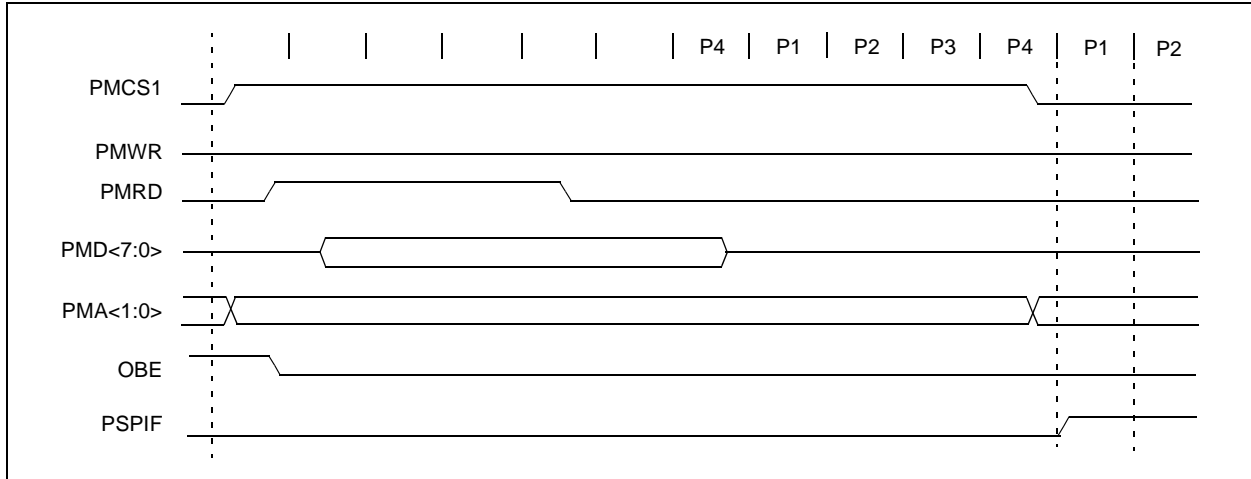 | | | | | | P4 | P1 | P2 | P3 | P4 | P1 | P2
PMCS1
PMWR
PMRD
PMD<7:0>
PMA<1:0>
OBE
PSPIF